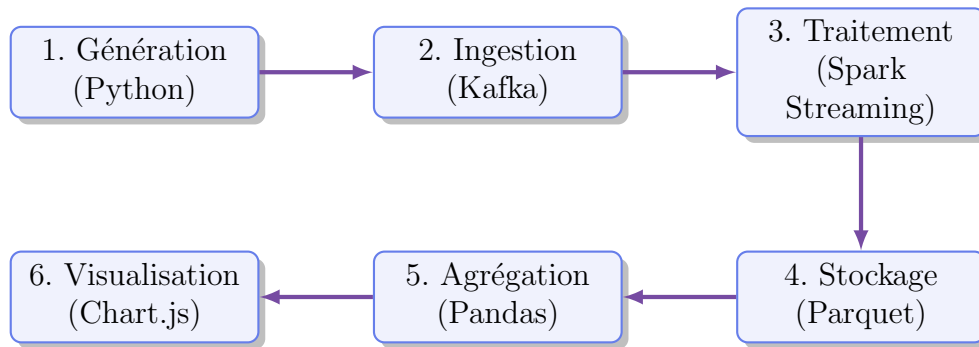 1. Génération
(Python)
2. Ingestion
(Kafka)
3. Traitement
(Spark
Streaming)
4. Stockage
(Parquet)
5. Agrégation
(Pandas)
6. Visualisation
(Chart.js)